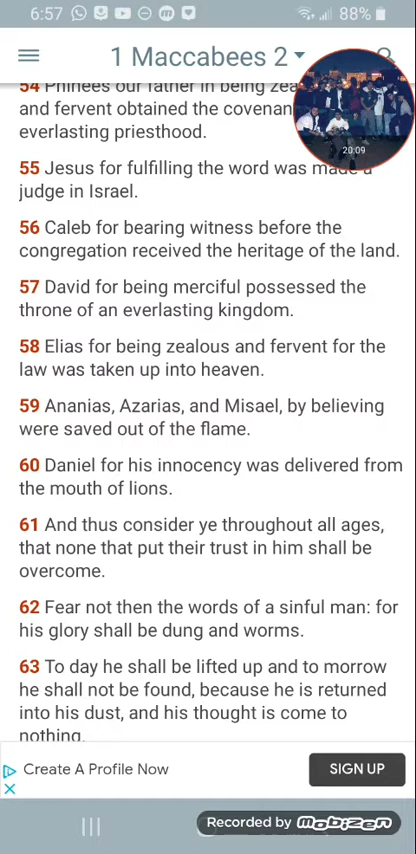 6:57 88%
1 Maccabees 2
54 Phinees our father in being
and fervent obtained the
everlasting priesthood.
20:09
55 Jesus for fulfilling the word was made a
judge in Israel.
56 Caleb for bearing witness before the
congregation received the heritage of the land.
57 David for being merciful possessed the
throne of an everlasting kingdom.
58 Elias for being zealous and fervent for the
law was taken up into heaven.
59 Ananias, Azarias, and Misael, by believing
were saved out of the flame.
60 Daniel for his innocency was delivered from
the mouth of lions.
61 And thus consider ye throughout all ages,
that none that put their trust in him shall be
overcome.
62 Fear not then the words of a sinful man: for
his glory shall be dung and worms.
63 To day he shall be lifted up and to morrow
he shall not be found, because he is returned
into his dust, and his thought is come to
nothing.
Create A Profile Now
SIGN UP
Recorded by Mobizen